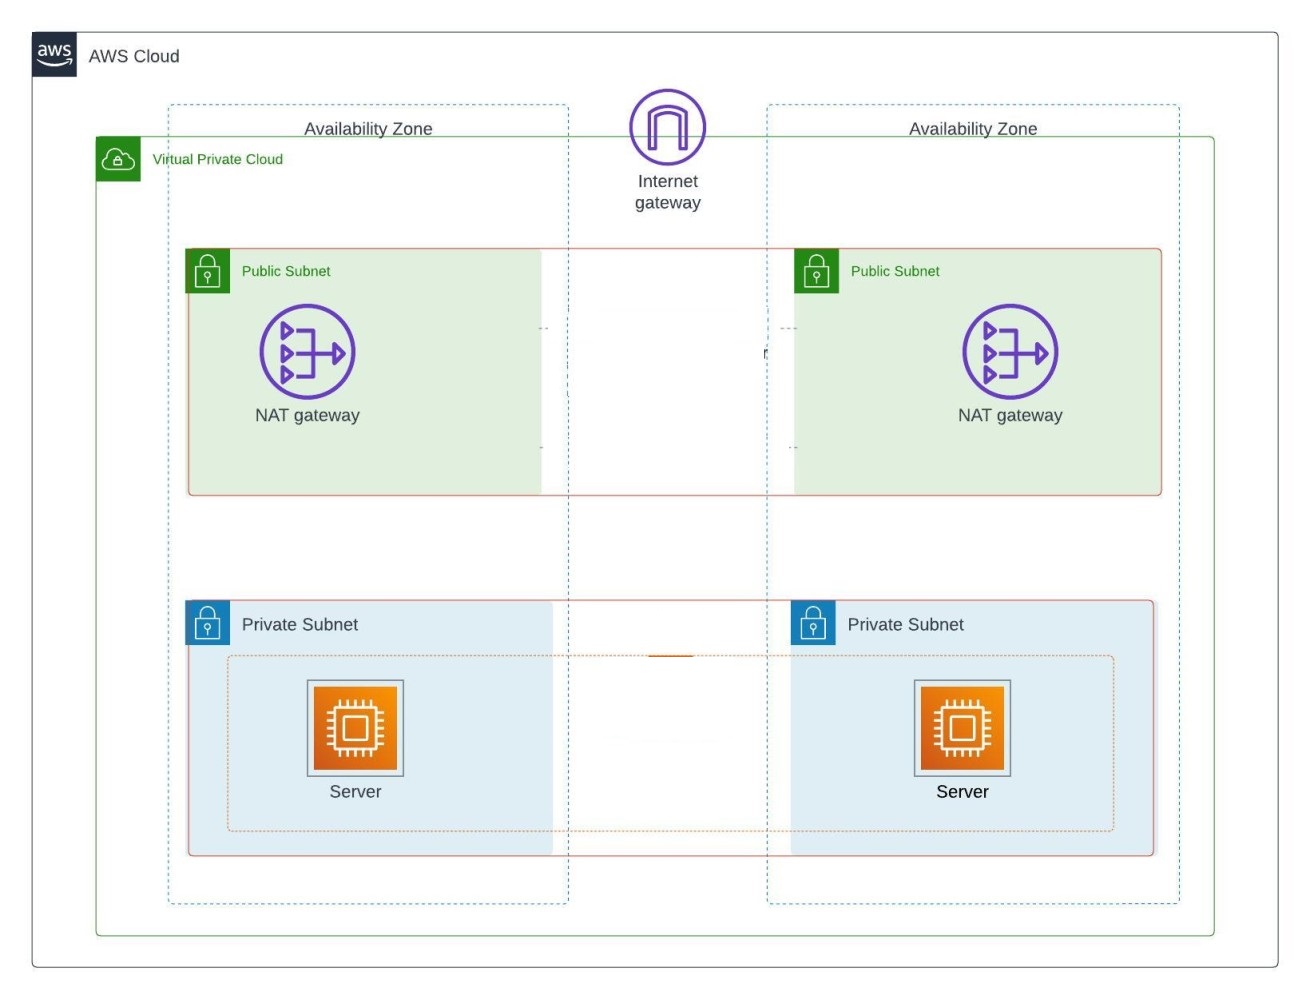 aws
AWS Cloud
Availability Zone
Availability Zone
Virtual Private Cloud
Internet
gateway
Public Subnet
Public Subnet
NAT gateway
NAT gateway
Private Subnet
Private Subnet
Server
Server